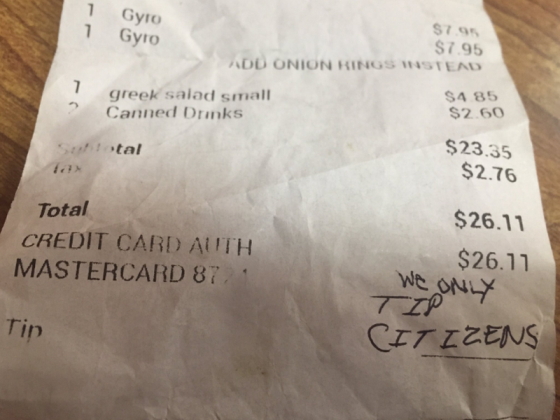 1 Gyro $7.95
1 Gyro $7.95
ADD ONION RINGS INSTEAD
1 greek salad small $4.85
2 Canned Drinks $2.60
Subtotal $23.35
Tax $2.76
Total $26.11
CREDIT CARD AUTH $26.11
MASTERCARD
WE ONLY
TIP
CITIZENS
Tip